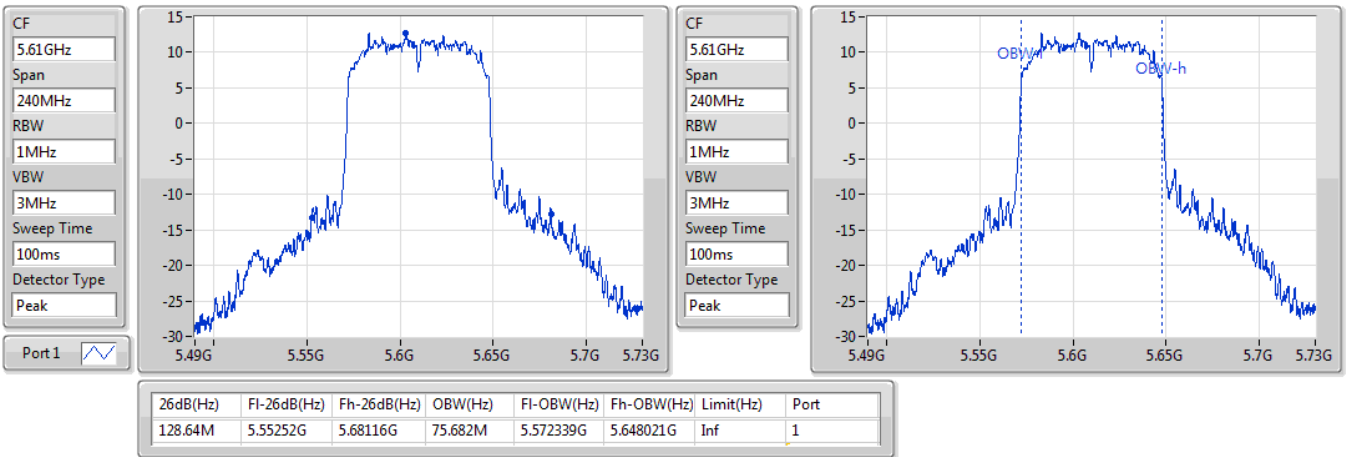 CF
5.61GHz
Span
240MHz
RBW
1MHz
VBW
3MHz
Sweep Time
100ms
Detector Type
Peak
Port 1
15
10
5
0
-5
-10
-15
-20
-25
-30
5.49G 5.55G 5.6G 5.65G 5.7G 5.73G
CF
5.61GHz
Span
240MHz
RBW
1MHz
VBW
3MHz
Sweep Time
100ms
Detector Type
Peak
15
10
5
0
-5
-10
-15
-20
-25
-30
OBW-l
OBW-h
5.49G 5.55G 5.6G 5.65G 5.7G 5.73G
26dB(Hz) Fl-26dB(Hz) Fh-26dB(Hz) OBW(Hz) Fl-OBW(Hz) Fh-OBW(Hz) Limit(Hz) Port
128.64M 5.55252G 5.68116G 75.682M 5.572339G 5.648021G Inf 1